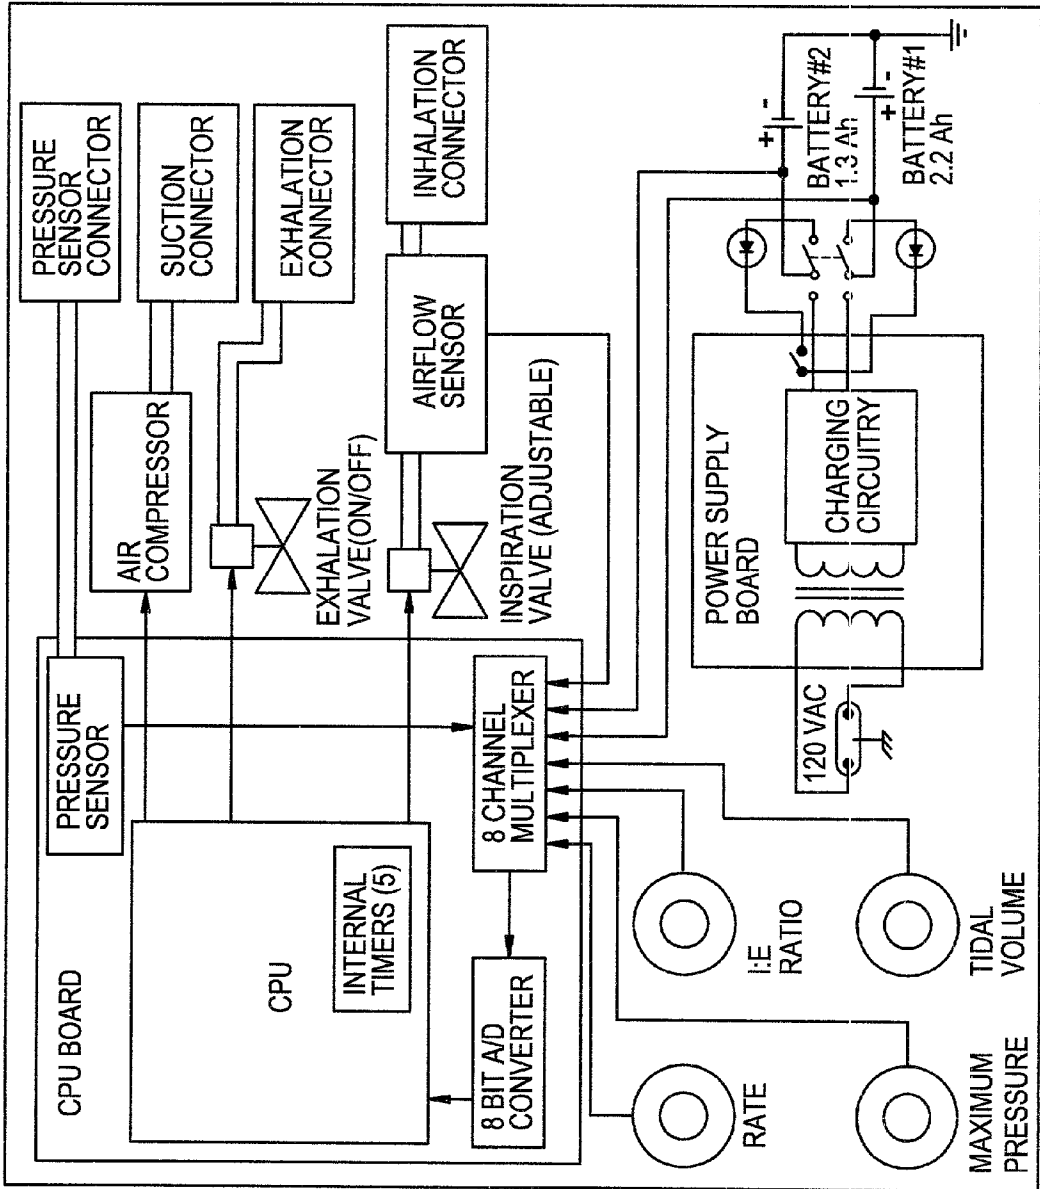 CPU BOARD
CPU
INTERNAL
TIMERS (5)
8 BIT A/D
CONVERTER
8 CHANNEL
MULTIPLEXER
PRESSURE
SENSOR
PRESSURE
SENSOR
CONNECTOR
AIR
COMPRESSOR
SUCTION
CONNECTOR
EXHALATION
CONNECTOR
EXHALATION
VALVE(ON/OFF)
INHALATION
CONNECTOR
AIRFLOW
SENSOR
INSPIRATION
VALVE (ADJUSTABLE)
RATE
I:E
RATIO
MAXIMUM
PRESSURE
TIDAL
VOLUME
120 VAC
POWER SUPPLY
BOARD
CHARGING
CIRCUITRY
+ -
BATTERY#2
1.3 Ah
+ -
BATTERY#1
2.2 Ah